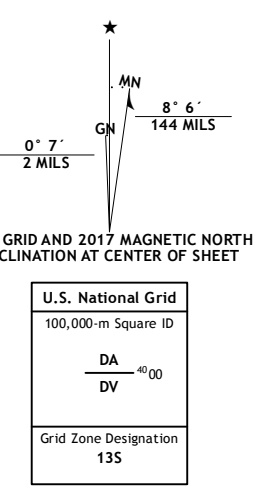 ★
MN
GN
8° 6´
144 MILS
0° 7´
2 MILS
GRID AND 2017 MAGNETIC NORTH
CLINATION AT CENTER OF SHEET
U.S. National Grid
100,000-m Square ID
DA
4000
DV
Grid Zone Designation
13S